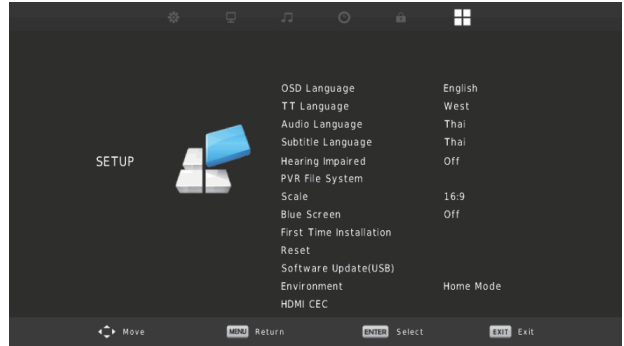 OSD Language English
TT Language West
Audio Language Thai
Subtitle Language Thai
SETUP
Hearing Impaired Off
PVR File System
Scale 16:9
Blue Screen Off
First Time Installation
Reset
Software Update(USB)
Environment Home Mode
HDMI CEC
Move MENU Return ENTER Select EXIT Exit